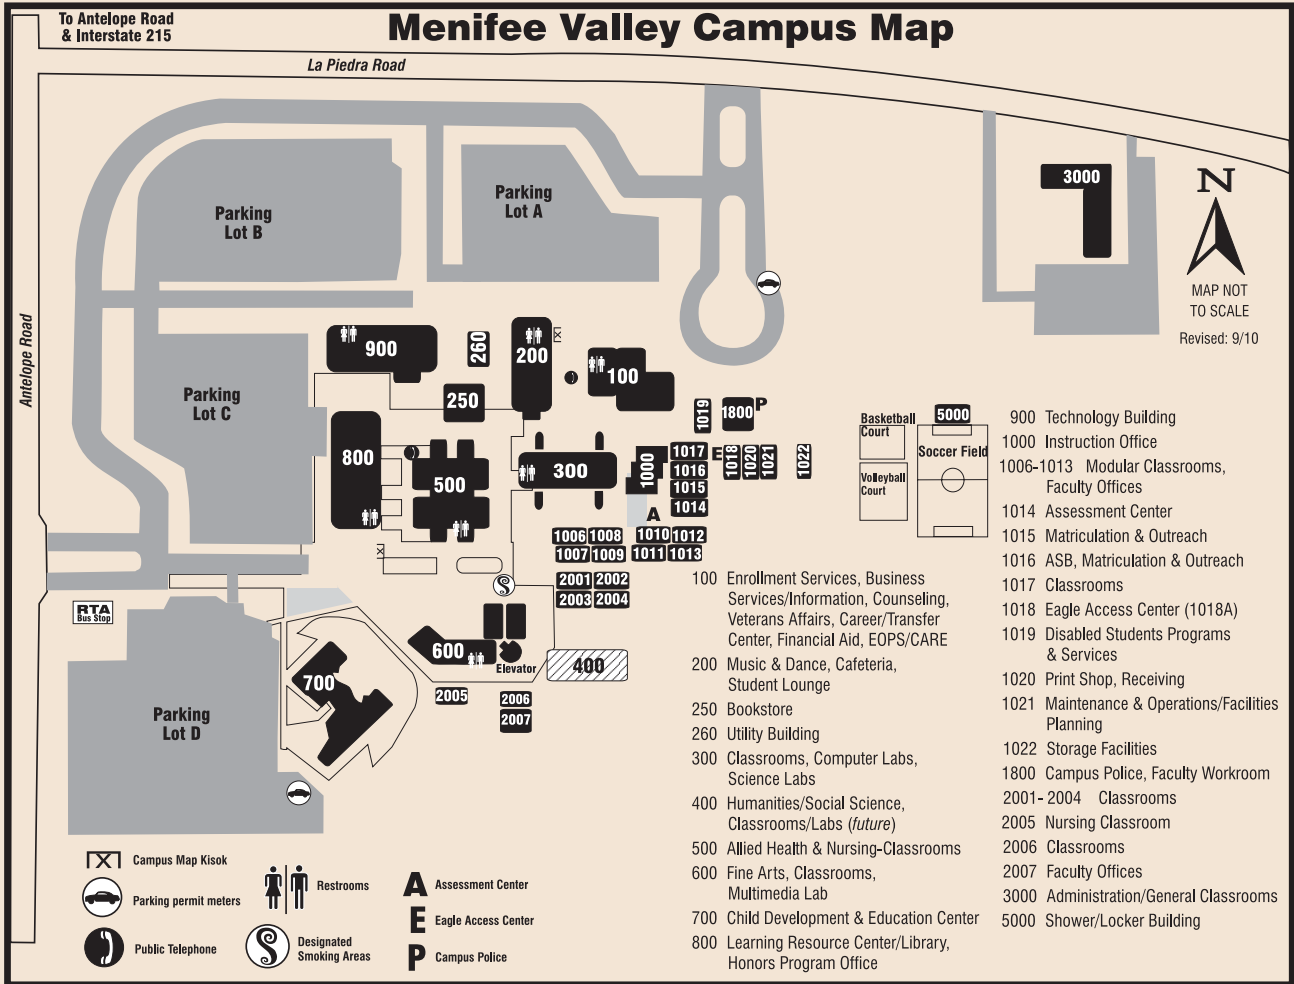 To Antelope Road
& Interstate 215
Menifee Valley Campus Map
La Piedra Road
Antelope Road
Parking
Lot B
Parking
Lot A
3000
N
MAP NOT
TO SCALE
Revised: 9/10
900
260
200
100
Parking
Lot C
250
1019
1800
P
Basketball
Court
5000
Soccer Field
Volleyball
Court
800
500
300
1000
1017
1016
1015
1014
E
1018
1020
1021
1022
A
1006
1008
1010
1012
1007
1009
1011
1013
2001
2002
2003
2004
RTA
Bus Stop
600
Elevator
400
700
2005
2006
2007
Parking
Lot D
100 Enrollment Services, Business
Services/Information, Counseling,
Veterans Affairs, Career/Transfer
Center, Financial Aid, EOPS/CARE
200 Music & Dance, Cafeteria,
Student Lounge
250 Bookstore
260 Utility Building
300 Classrooms, Computer Labs,
Science Labs
400 Humanities/Social Science,
Classrooms/Labs (future)
500 Allied Health & Nursing-Classrooms
600 Fine Arts, Classrooms,
Multimedia Lab
700 Child Development & Education Center
800 Learning Resource Center/Library,
Honors Program Office
900 Technology Building
1000 Instruction Office
1006-1013 Modular Classrooms,
Faculty Offices
1014 Assessment Center
1015 Matriculation & Outreach
1016 ASB, Matriculation & Outreach
1017 Classrooms
1018 Eagle Access Center (1018A)
1019 Disabled Students Programs
& Services
1020 Print Shop, Receiving
1021 Maintenance & Operations/Facilities
Planning
1022 Storage Facilities
1800 Campus Police, Faculty Workroom
2001- 2004 Classrooms
2005 Nursing Classroom
2006 Classrooms
2007 Faculty Offices
3000 Administration/General Classrooms
5000 Shower/Locker Building
Campus Map Kisok
Parking permit meters
Public Telephone
Restrooms
Designated
Smoking Areas
A Assessment Center
E Eagle Access Center
P Campus Police